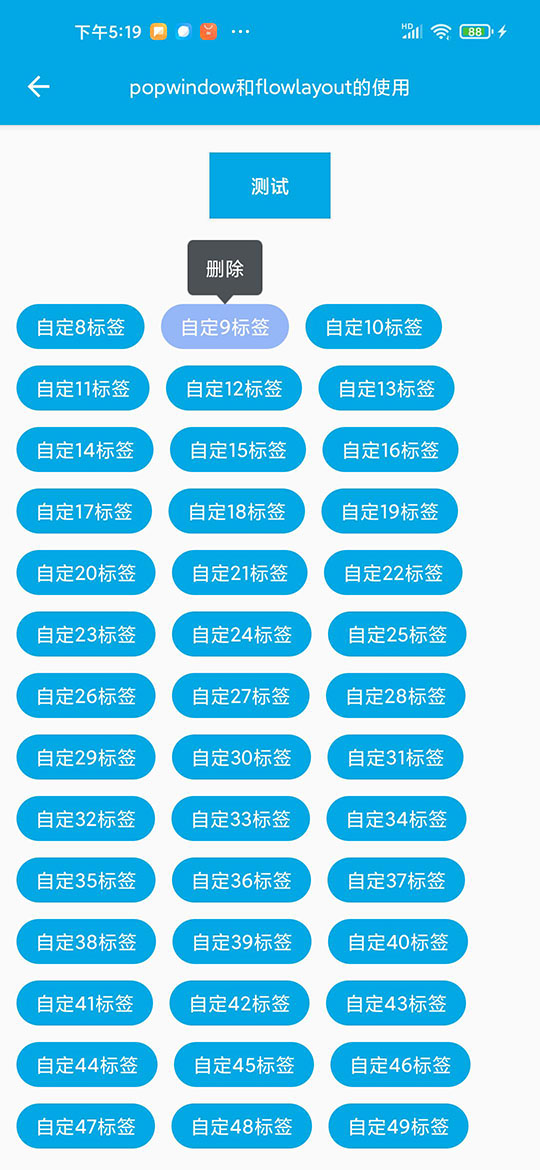 下午5:19 ··· HD 88
popwindow和flowlayout的使用
测试
删除
自定8标签 自定9标签 自定10标签
自定11标签 自定12标签 自定13标签
自定14标签 自定15标签 自定16标签
自定17标签 自定18标签 自定19标签
自定20标签 自定21标签 自定22标签
自定23标签 自定24标签 自定25标签
自定26标签 自定27标签 自定28标签
自定29标签 自定30标签 自定31标签
自定32标签 自定33标签 自定34标签
自定35标签 自定36标签 自定37标签
自定38标签 自定39标签 自定40标签
自定41标签 自定42标签 自定43标签
自定44标签 自定45标签 自定46标签
自定47标签 自定48标签 自定49标签